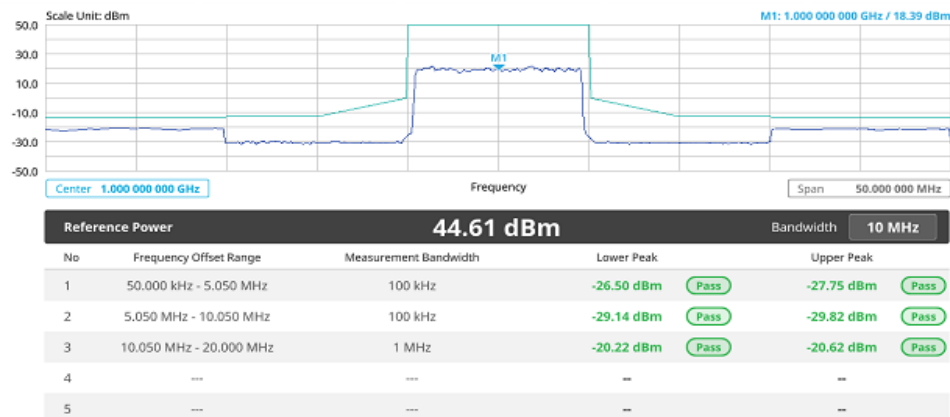 Scale Unit: dBm M1: 1.000 000 000 GHz / 18.39 dBm
50.0
30.0
M1
10.0
-10.0
-30.0
-50.0
Center 1.000 000 000 GHz Frequency Span 50.000 000 MHz
Reference Power 44.61 dBm Bandwidth 10 MHz
No Frequency Offset Range Measurement Bandwidth Lower Peak Upper Peak
1 50.000 kHz - 5.050 MHz 100 kHz -26.50 dBm Pass -27.75 dBm Pass
2 5.050 MHz - 10.050 MHz 100 kHz -29.14 dBm Pass -29.82 dBm Pass
3 10.050 MHz - 20.000 MHz 1 MHz -20.22 dBm Pass -20.62 dBm Pass
4 --- --- -- --
5 --- --- -- --